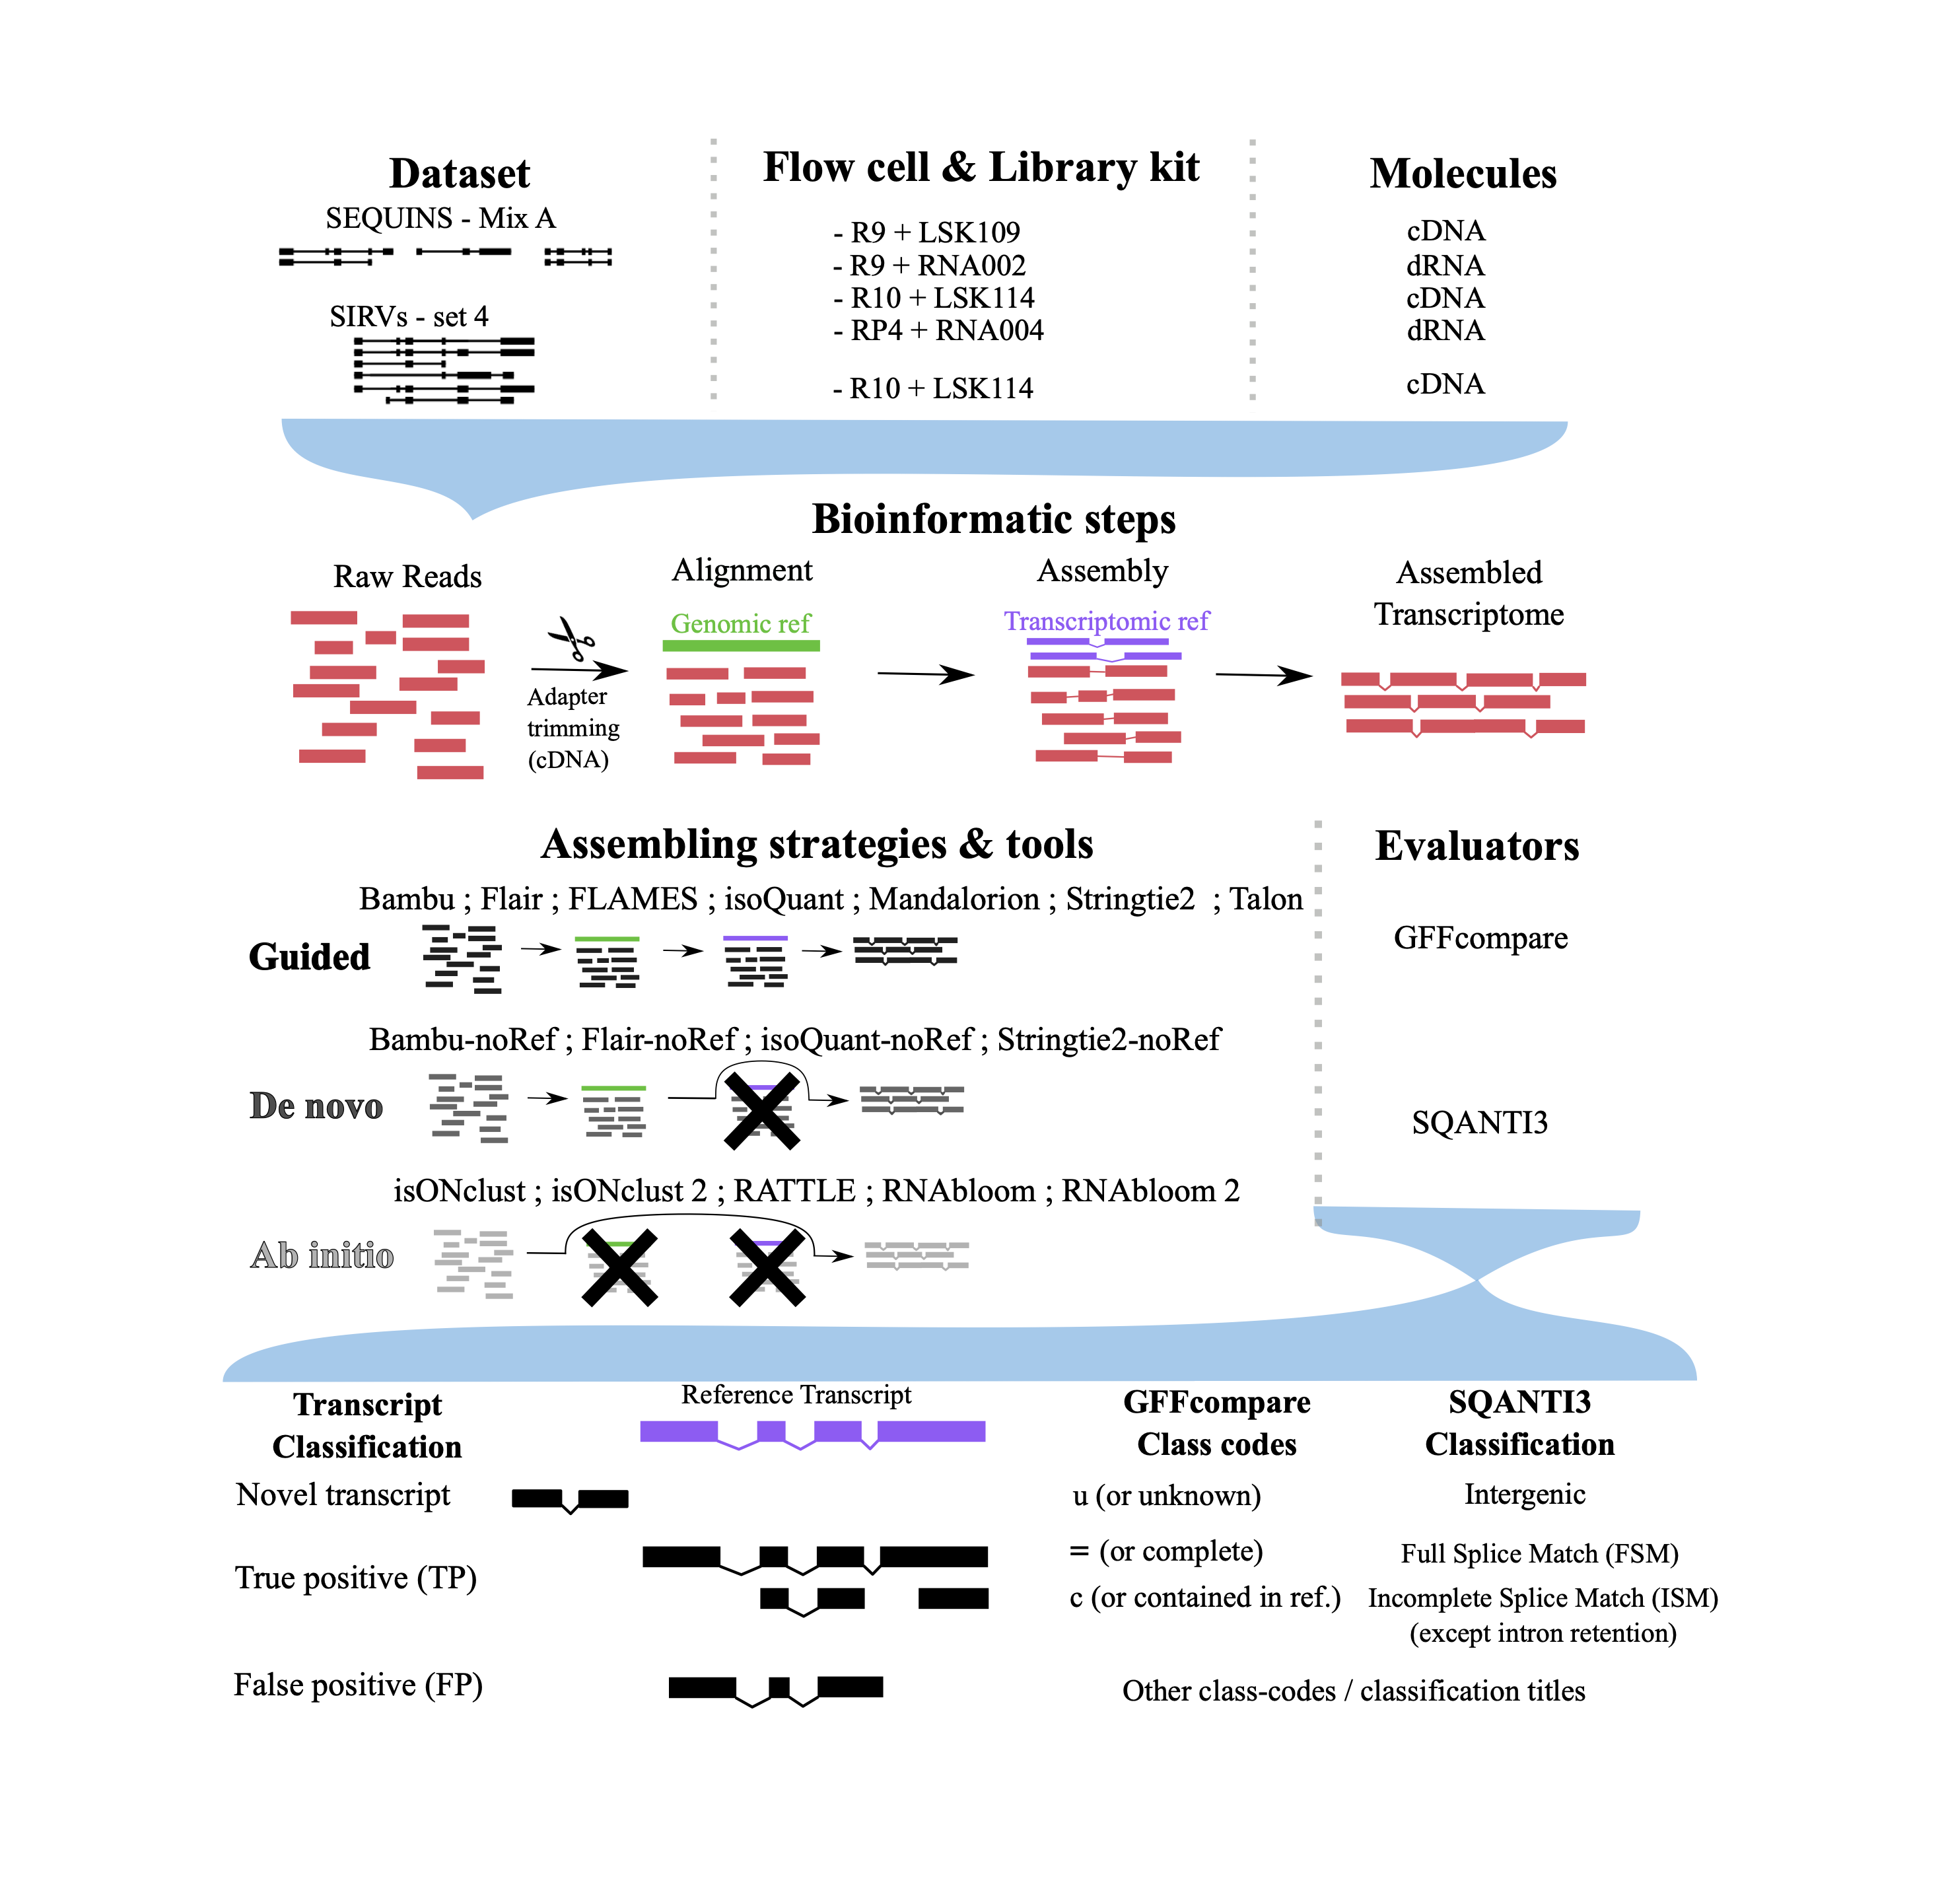 Dataset
Flow cell & Library kit
Molecules
SEQUINS - Mix A
- R9 + LSK109
cDNA
- R9 + RNA002
dRNA
- R10 + LSK114
cDNA
SIRVs - set 4
- RP4 + RNA004
dRNA
- R10 + LSK114
cDNA
Bioinformatic steps
Raw Reads
Alignment
Assembly
Assembled
Transcriptome
Genomic ref
Transcriptomic ref
Adapter
trimming
(cDNA)
Assembling strategies & tools
Evaluators
Bambu ; Flair ; FLAMES ; isoQuant ; Mandalorion ; Stringtie2 ; Talon
Guided
GFFcompare
Bambu-noRef ; Flair-noRef ; isoQuant-noRef ; Stringtie2-noRef
De novo
SQANTI3
isONclust ; isONclust 2 ; RATTLE ; RNAbloom ; RNAbloom 2
Ab initio
Transcript
Classification
Reference Transcript
GFFcompare
Class codes
SQANTI3
Classification
Novel transcript
u (or unknown)
Intergenic
True positive (TP)
= (or complete)
Full Splice Match (FSM)
c (or contained in ref.)
Incomplete Splice Match (ISM)
(except intron retention)
False positive (FP)
Other class-codes / classification titles